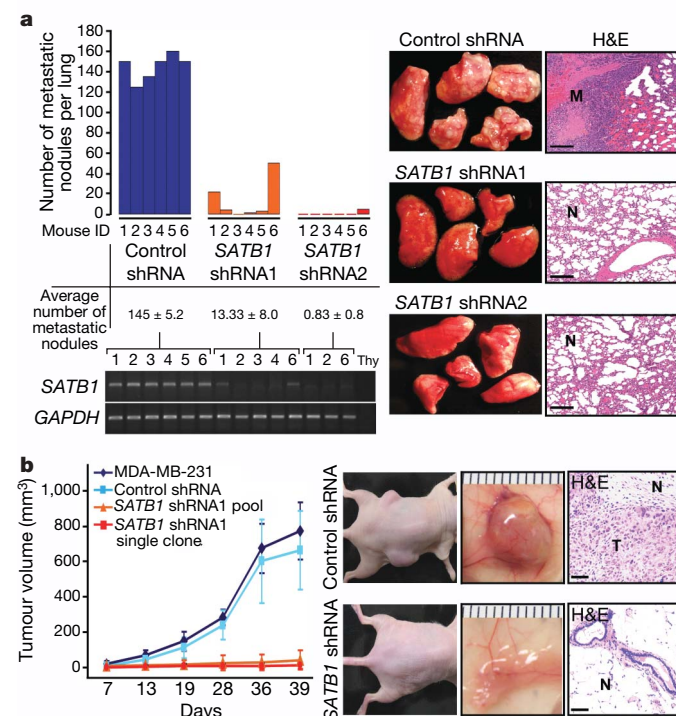 a
180
160
140
120
100
80
60
40
20
0
Number of metastatic
nodules per lung
Mouse ID
1 2 3 4 5 6 1 2 3 4 5 6 1 2 3 4 5 6
Control
shRNA
SATB1
shRNA1
SATB1
shRNA2
Average
number of
metastatic
nodules
145 ± 5.2
13.33 ± 8.0
0.83 ± 0.8
1 2 3 4 5 6 1 2 3 4 6 1 2 6 Thy
SATB1
GAPDH
Control shRNA
H&E
M
SATB1 shRNA1
N
SATB1 shRNA2
N
b
MDA-MB-231
Control shRNA
SATB1 shRNA1 pool
SATB1 shRNA1
single clone
Tumour volume (mm³)
1,000
800
600
400
200
0
7 13 19 28 36 39
Days
Control shRNA
H&E
N
T
SATB1 shRNA
H&E
N